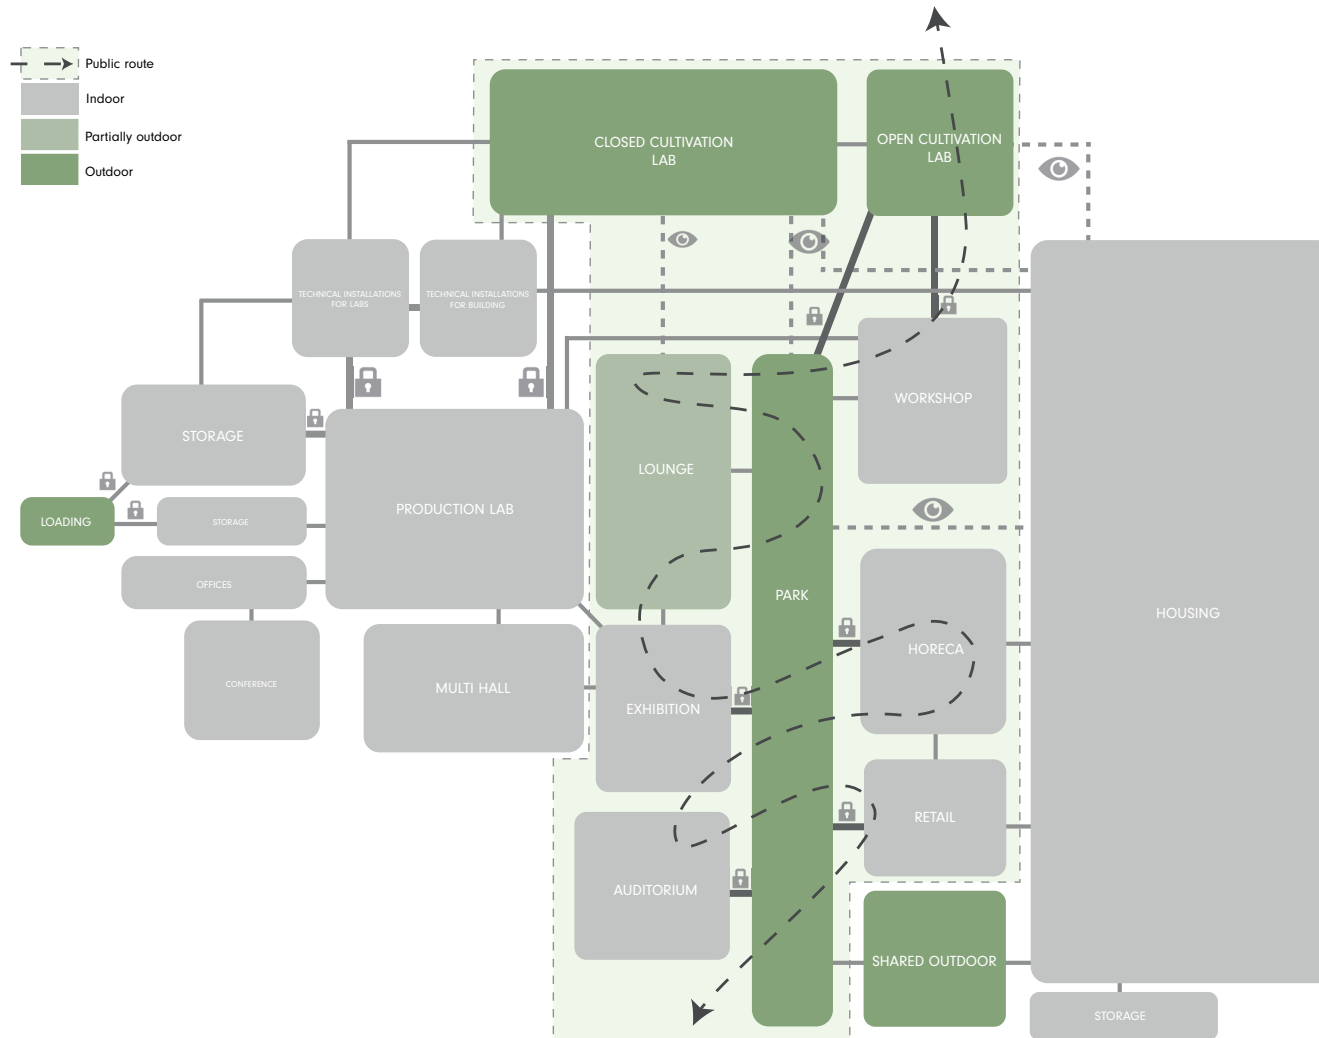 Public route
Indoor
Partially outdoor
Outdoor
CLOSED CULTIVATION
LAB
OPEN CULTIVATION
LAB
TECHNICAL INSTALLATIONS
FOR LABS
TECHNICAL INSTALLATIONS
FOR BUILDING
STORAGE
WORKSHOP
LOUNGE
PRODUCTION LAB
LOADING
STORAGE
OFFICES
PARK
HOUSING
HORECA
CONFERENCE
MULTI HALL
EXHIBITION
RETAIL
AUDITORIUM
SHARED OUTDOOR
STORAGE